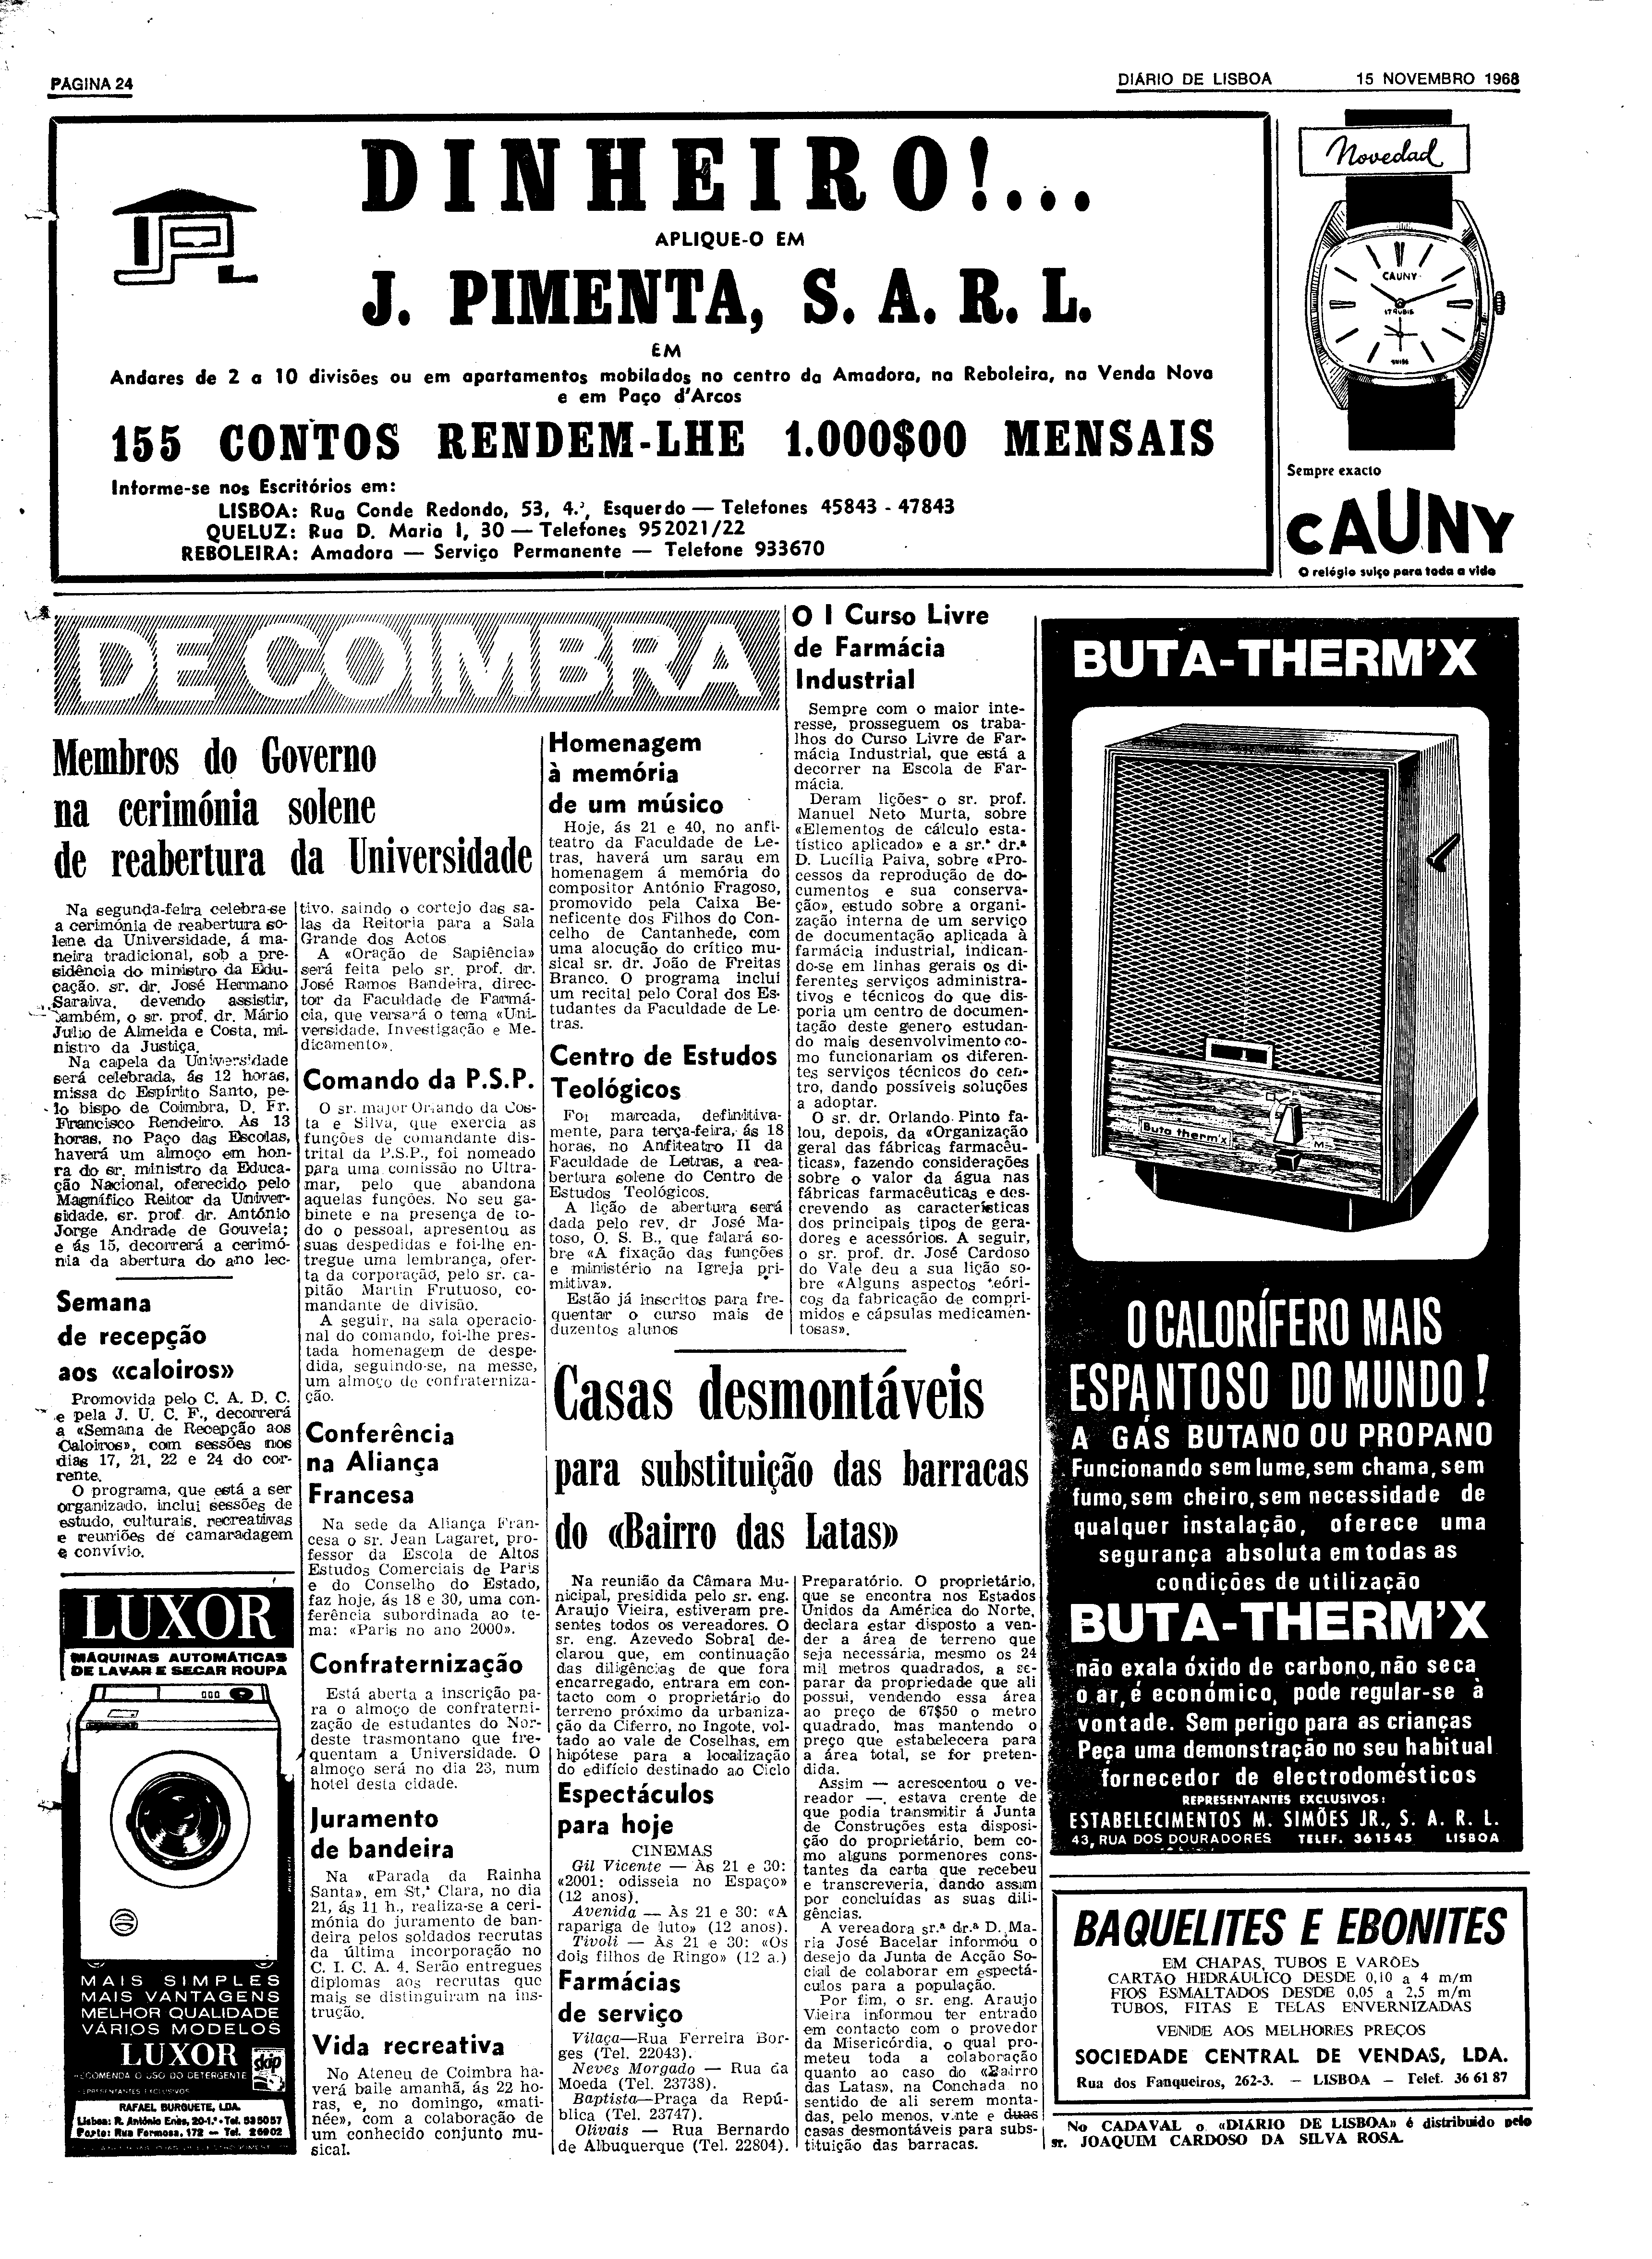 PÁGINA 24
DIÁRIO DE LISBOA 15 NOVEMBRO 1968
DINHEIRO!...
APLIQUE-O EM
J. PIMENTA, S. A. R. L.
EM
Andares de 2 a 10 divisões ou em apartamentos mobilados no centro da Amadora, na Reboleira, na Venda Nova
e em Paço d'Arcos
155 CONTOS RENDEM-LHE 1.000$00 MENSAIS
Informe-se nos Escritórios em:
LISBOA: Rua Conde Redondo, 53, 4.º, Esquerdo — Telefones 45843 - 47843
QUELUZ: Rua D. Maria I, 30 — Telefones 952021/22
REBOLEIRA: Amadora — Serviço Permanente — Telefone 933670
Novedad
CAUNY
17 RUBIS
Sempre exacto
CAUNY
O relógio suíço para toda a vida
DE COIMBRA
Membros do Governo
na cerimónia solene
de reabertura da Universidade
Na segunda-feira celebra-se
a cerimónia de reabertura so-
lene da Universidade, á ma-
neira tradicional, sob a pre-
sidência do ministro da Edu-
cação, sr. dr. José Hermano
Saraiva, devendo assistir,
também, o sr. prof. dr. Mário
Julio de Almeida e Costa, mi-
nistro da Justiça.
Na capela da Universidade
será celebrada, ás 12 horas,
missa do Espírito Santo, pe-
lo bispo de Coimbra, D. Fr.
Francisco Rendeiro. As 13
horas, no Paço das Escolas,
haverá um almoço em hon-
ra do sr. ministro da Educa-
ção Nacional, oferecido pelo
Magnífico Reitor da Univer-
sidade, sr. prof. dr. António
Jorge Andrade de Gouveia;
e ás 15, decorrerá a cerimó-
nia da abertura do ano lec-
tivo, saindo o cortejo das sa-
las da Reitoria para a Sala
Grande dos Actos
A «Oração de Sapiência»
será feita pelo sr. prof. dr.
José Ramos Bandeira, direc-
tor da Faculdade de Farmá-
cia, que versará o tema «Uni-
versidade, Investigação e Me-
dicamento».
Semana
de recepção
aos «caloiros»
Promovida pelo C. A. D. C.
e pela J. U. C. F., decorrerá
a «Semana de Recepção aos
Caloiros», com sessões nos
dias 17, 21, 22 e 24 do cor-
rente.
O programa, que está a ser
organizado, inclui sessões de
estudo, culturais, recreativas
e reuniões de camaradagem
e convívio.
LUXOR
MÁQUINAS AUTOMÁTICAS
DE LAVAR E SECAR ROUPA
MAIS SIMPLES
MAIS VANTAGENS
MELHOR QUALIDADE
VÁRIOS MODELOS
LUXOR
RECOMENDA O USO DO DETERGENTE
skip
REPRESENTANTES EXCLUSIVOS
RAFAEL BURQUETE, LDA.
Lisboa: R. António Enes, 20-1.º - Tel. 535057
Porto: Rua Formosa, 172 — Tel. 26902
Comando da P.S.P.
O sr. major Orlando da Cos-
ta e Silva, que exercia as
funções de comandante dis-
trital da P.S.P., foi nomeado
para uma comissão no Ultra-
mar, pelo que abandona
aquelas funções. No seu ga-
binete e na presença de to-
do o pessoal, apresentou as
suas despedidas e foi-lhe en-
tregue uma lembrança, ofer-
ta da corporação, pelo sr. ca-
pitão Martin Frutuoso, co-
mandante de divisão.
A seguir, na sala operacio-
nal do comando, foi-lhe pres-
tada homenagem de despe-
dida, seguindo-se, na messe,
um almoço de confraterniza-
ção.
Conferência
na Aliança
Francesa
Na sede da Aliança Fran-
cesa o sr. Jean Lagaret, pro-
fessor da Escola de Altos
Estudos Comerciais de Paris
e do Conselho do Estado,
faz hoje, ás 18 e 30, uma con-
ferência subordinada ao te-
ma: «Paris no ano 2000».
Confraternização
Está aberta a inscrição pa-
ra o almoço de confraterni-
zação de estudantes do Nor-
deste trasmontano que fre-
quentam a Universidade. O
almoço será no dia 23, num
hotel desta cidade.
Juramento
de bandeira
Na «Parada da Rainha
Santa», em St.ª Clara, no dia
21, ás 11 h., realiza-se a ceri-
mónia do juramento de ban-
deira pelos soldados recrutas
da última incorporação no
C. I. C. A. 4. Serão entregues
diplomas aos recrutas que
mais se distinguiram na ins-
trução.
Vida recreativa
No Ateneu de Coimbra ha-
verá baile amanhã, ás 22 ho-
ras, e, no domingo, «mati-
née», com a colaboração de
um conhecido conjunto mu-
sical.
Homenagem
à memória
de um músico
Hoje, ás 21 e 40, no anfi-
teatro da Faculdade de Le-
tras, haverá um sarau em
homenagem á memória do
compositor António Fragoso,
promovido pela Caixa Be-
neficente dos Filhos do Con-
celho de Cantanhede, com
uma alocução do crítico mu-
sical sr. dr. João de Freitas
Branco. O programa inclui
um recital pelo Coral dos Es-
tudantes da Faculdade de Le-
tras.
Centro de Estudos
Teológicos
Foi marcada, definitiva-
mente, para terça-feira, ás 18
horas, no Anfiteatro II da
Faculdade de Letras, a rea-
bertura solene do Centro de
Estudos Teológicos.
A lição de abertura será
dada pelo rev. dr José Ma-
toso, O. S. B., que falará so-
bre «A fixação das funções
e ministério na Igreja pri-
mitiva».
Estão já inscritos para fre-
quentar o curso mais de
duzentos alunos
O I Curso Livre
de Farmácia
Industrial
Sempre com o maior inte-
resse, prosseguem os traba-
lhos do Curso Livre de Far-
mácia Industrial, que está a
decorrer na Escola de Far-
mácia.
Deram lições o sr. prof.
Manuel Neto Murta, sobre
«Elementos de cálculo esta-
tístico aplicado» e a sr.ª dr.ª
D. Lucília Paiva, sobre «Pro-
cessos da reprodução de do-
cumentos e sua conserva-
ção», estudo sobre a organi-
zação interna de um serviço
de documentação aplicada à
farmácia industrial, indican-
do-se em linhas gerais os di-
ferentes serviços administra-
tivos e técnicos do que dis-
poria um centro de documen-
tação deste genero estudan-
do mais desenvolvimento co-
mo funcionariam os diferen-
tes serviços técnicos do cen-
tro, dando possíveis soluções
a adoptar.
O sr. dr. Orlando Pinto fa-
lou, depois, da «Organização
geral das fábricas farmacêu-
ticas», fazendo considerações
sobre o valor da água nas
fábricas farmacêuticas e des-
crevendo as características
dos principais tipos de gera-
dores e acessórios. A seguir,
o sr. prof. dr. José Cardoso
do Vale deu a sua lição so-
bre «Alguns aspectos teóri-
cos da fabricação de compri-
midos e cápsulas medicamen-
tosas».
Casas desmontáveis
para substituição das barracas
do «Bairro das Latas»
Na reunião da Câmara Mu-
nicipal, presidida pelo sr. eng.
Araujo Vieira, estiveram pre-
sentes todos os vereadores. O
sr. eng. Azevedo Sobral de-
clarou que, em continuação
das diligências de que fora
encarregado, entrara em con-
tacto com o proprietário do
terreno próximo da urbaniza-
ção da Ciferro, no Ingote, vol-
tado ao vale de Coselhas, em
hipótese para a localização
do edifício destinado ao Ciclo
Preparatório. O proprietário,
que se encontra nos Estados
Unidos da América do Norte,
declara estar disposto a ven-
der a área de terreno que
seja necessária, mesmo os 24
mil metros quadrados, a se-
parar da propriedade que ali
possui, vendendo essa área
ao preço de 67$50 o metro
quadrado, mas mantendo o
preço que estabelecera para
a área total, se for preten-
dida.
Assim — acrescentou o ve-
reador —, estava crente de
que podia transmitir á Junta
de Construções esta disposi-
ção do proprietário, bem co-
mo alguns pormenores cons-
tantes da carta que recebeu
e transcreveria, dando assim
por concluídas as suas dili-
gências.
A vereadora sr.ª dr.ª D. Ma-
ria José Bacelar informou o
desejo da Junta de Acção So-
cial de colaborar em espectá-
culos para a população.
Por fim, o sr. eng. Araujo
Vieira informou ter entrado
em contacto com o provedor
da Misericórdia, o qual pro-
meteu toda a colaboração
quanto ao caso do «Bairro
das Latas», na Conchada no
sentido de ali serem monta-
das, pelo menos, vinte e duas
casas desmontáveis para subs-
tituição das barracas.
Espectáculos
para hoje
CINEMAS
Gil Vicente — Às 21 e 30:
«2001: odisseia no Espaço»
(12 anos).
Avenida — Às 21 e 30: «A
rapariga de luto» (12 anos).
Tivoli — Às 21 e 30: «Os
dois filhos de Ringo» (12 a.)
Farmácias
de serviço
Vilaça—Rua Ferreira Bor-
ges (Tel. 22043).
Neves Morgado — Rua da
Moeda (Tel. 23738).
Baptista—Praça da Repú-
blica (Tel. 23747).
Olivais — Rua Bernardo
de Albuquerque (Tel. 22804).
BUTA-THERM'X
Buta therm'x
O CALORÍFERO MAIS
ESPANTOSO DO MUNDO!
A GÁS BUTANO OU PROPANO
Funcionando sem lume, sem chama, sem
fumo, sem cheiro, sem necessidade de
qualquer instalação, oferece uma
segurança absoluta em todas as
condições de utilização
BUTA-THERM'X
não exala óxido de carbono, não seca
o ar, é económico, pode regular-se à
vontade. Sem perigo para as crianças
Peça uma demonstração no seu habitual
fornecedor de electrodomésticos
REPRESENTANTES EXCLUSIVOS:
ESTABELECIMENTOS M. SIMÕES JR., S. A. R. L.
43, RUA DOS DOURADORES TELEF. 361545 LISBOA
BAQUELITES E EBONITES
EM CHAPAS, TUBOS E VARÕES
CARTÃO HIDRÁULICO DESDE 0,10 a 4 m/m
FIOS ESMALTADOS DESDE 0,05 a 2,5 m/m
TUBOS, FITAS E TELAS ENVERNIZADAS
VENDE AOS MELHORES PREÇOS
SOCIEDADE CENTRAL DE VENDAS, LDA.
Rua dos Fanqueiros, 262-3. — LISBOA — Telef. 36 61 87
No CADAVAL o «DIÁRIO DE LISBOA» é distribuído pelo
sr. JOAQUIM CARDOSO DA SILVA ROSA